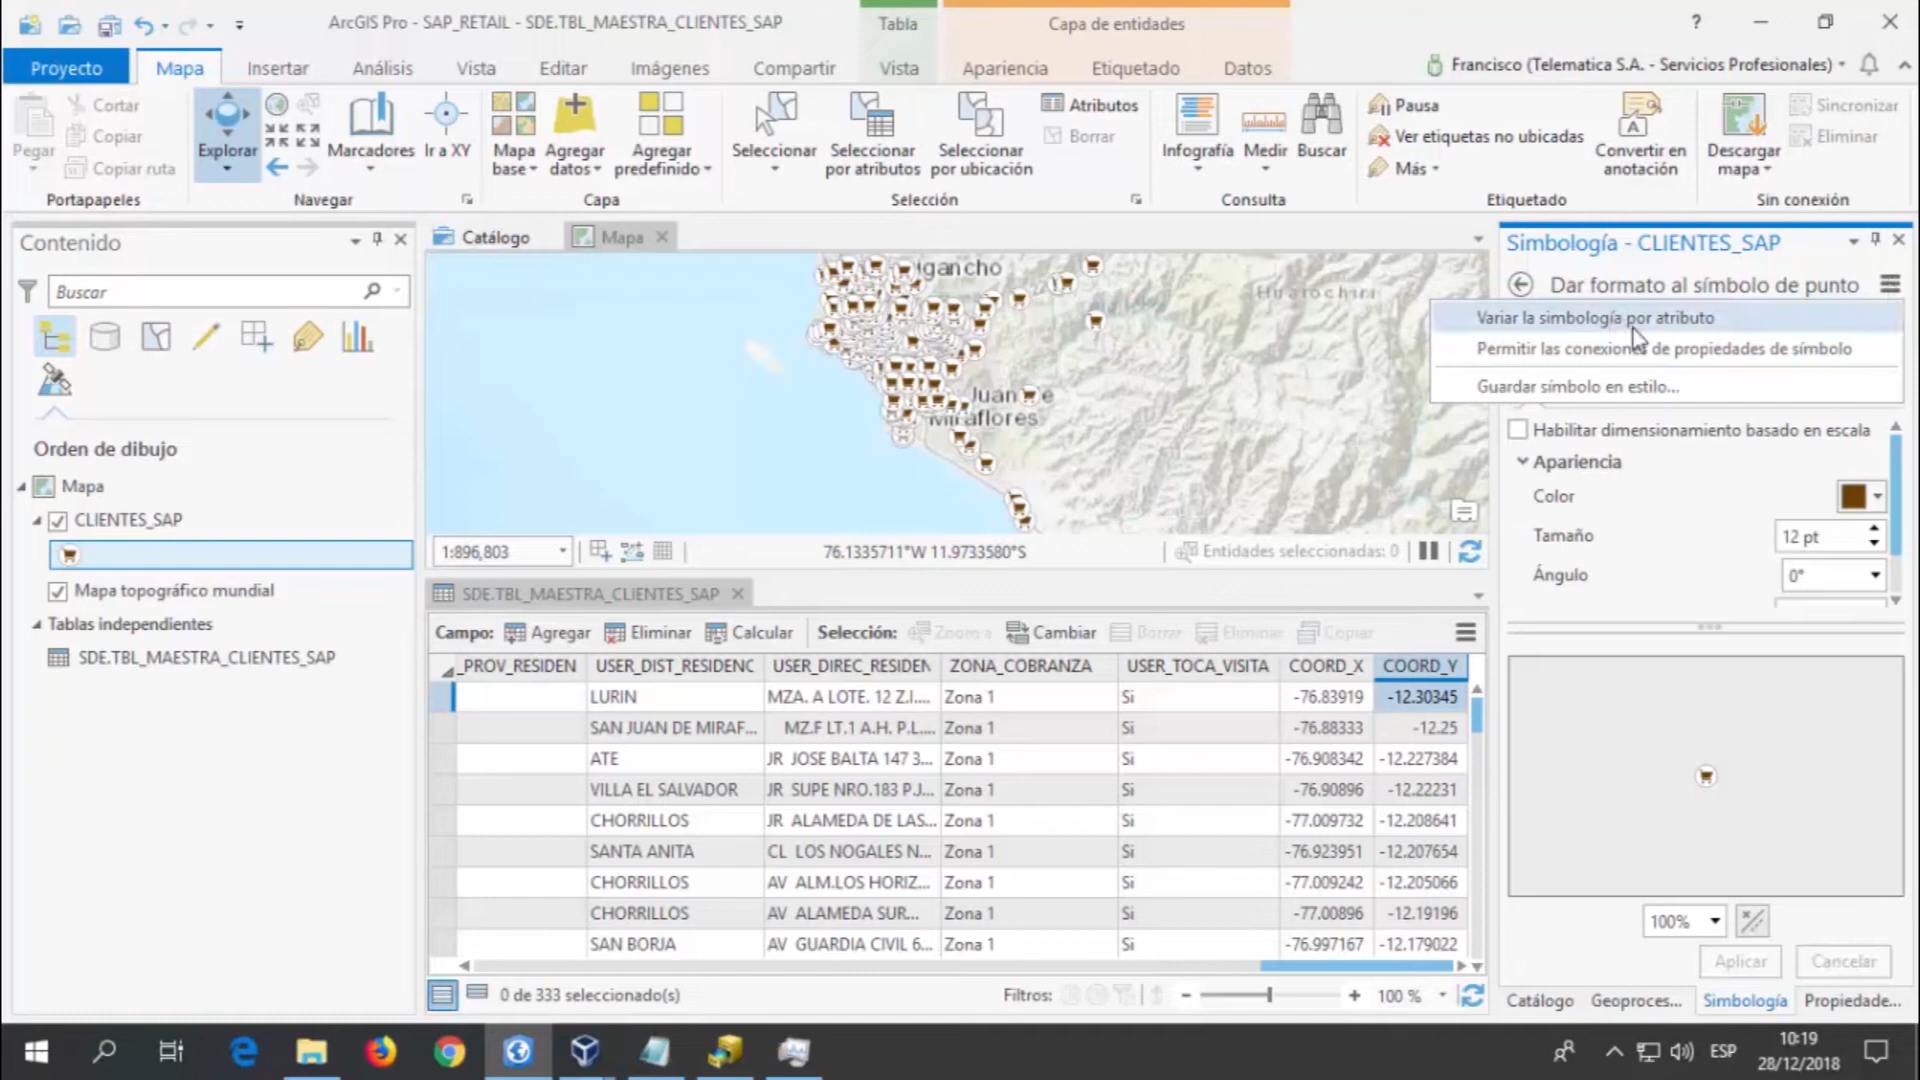 ArcGIS Pro - SAP_RETAIL - SDE.TBL_MAESTRA_CLIENTES_SAP
Tabla
Capa de entidades
?
Proyecto
Mapa
Insertar
Análisis
Vista
Editar
Imágenes
Compartir
Vista
Apariencia
Etiquetado
Datos
Francisco (Telematica S.A. - Servicios Profesionales)
Pegar
Cortar
Copiar
Copiar ruta
Portapapeles
Explorar
Marcadores
Ir a XY
Navegar
Mapa base
Agregar datos
Agregar predefinido
Capa
Seleccionar
Seleccionar por atributos
Seleccionar por ubicación
Atributos
Borrar
Selección
Infografía
Medir
Buscar
Consulta
Pausa
Ver etiquetas no ubicadas
Más
Convertir en anotación
Etiquetado
Descargar mapa
Sincronizar
Eliminar
Sin conexión
Contenido
Buscar
Orden de dibujo
Mapa
CLIENTES_SAP
Mapa topográfico mundial
Tablas independientes
SDE.TBL_MAESTRA_CLIENTES_SAP
Catálogo
Mapa
igancho
Huarochiri
Juan de
Miraflores
1:896,803
76.1335711°W 11.9733580°S
Entidades seleccionadas: 0
SDE.TBL_MAESTRA_CLIENTES_SAP
Campo: Agregar Eliminar Calcular Selección: Zoom a Cambiar Borrar Eliminar Copiar
_PROV_RESIDEN USER_DIST_RESIDENC USER_DIREC_RESIDEN ZONA_COBRANZA USER_TOCA_VISITA COORD_X COORD_Y
LURIN MZA. A LOTE. 12 Z.I.... Zona 1 Si -76.83919 -12.30345
SAN JUAN DE MIRAF... MZ.F LT.1 A.H. P.L.... Zona 1 Si -76.88333 -12.25
ATE JR JOSE BALTA 147 3... Zona 1 Si -76.908342 -12.227384
VILLA EL SALVADOR JR SUPE NRO.183 P.J... Zona 1 Si -76.90896 -12.22231
CHORRILLOS JR ALAMEDA DE LAS... Zona 1 Si -77.009732 -12.208641
SANTA ANITA CL LOS NOGALES N... Zona 1 Si -76.923951 -12.207654
CHORRILLOS AV ALM.LOS HORIZ... Zona 1 Si -77.009242 -12.205066
CHORRILLOS AV ALAMEDA SUR... Zona 1 Si -77.00896 -12.19196
SAN BORJA AV GUARDIA CIVIL 6... Zona 1 Si -76.997167 -12.179022
0 de 333 seleccionado(s)
Filtros:
100 %
Simbología - CLIENTES_SAP
Dar formato al símbolo de punto
Variar la simbología por atributo
Permitir las conexiones de propiedades de símbolo
Guardar símbolo en estilo...
Habilitar dimensionamiento basado en escala
Apariencia
Color
Tamaño 12 pt
Ángulo 0°
100%
Aplicar
Cancelar
Catálogo
Geoproces...
Simbología
Propiedade...
ESP
10:19
28/12/2018